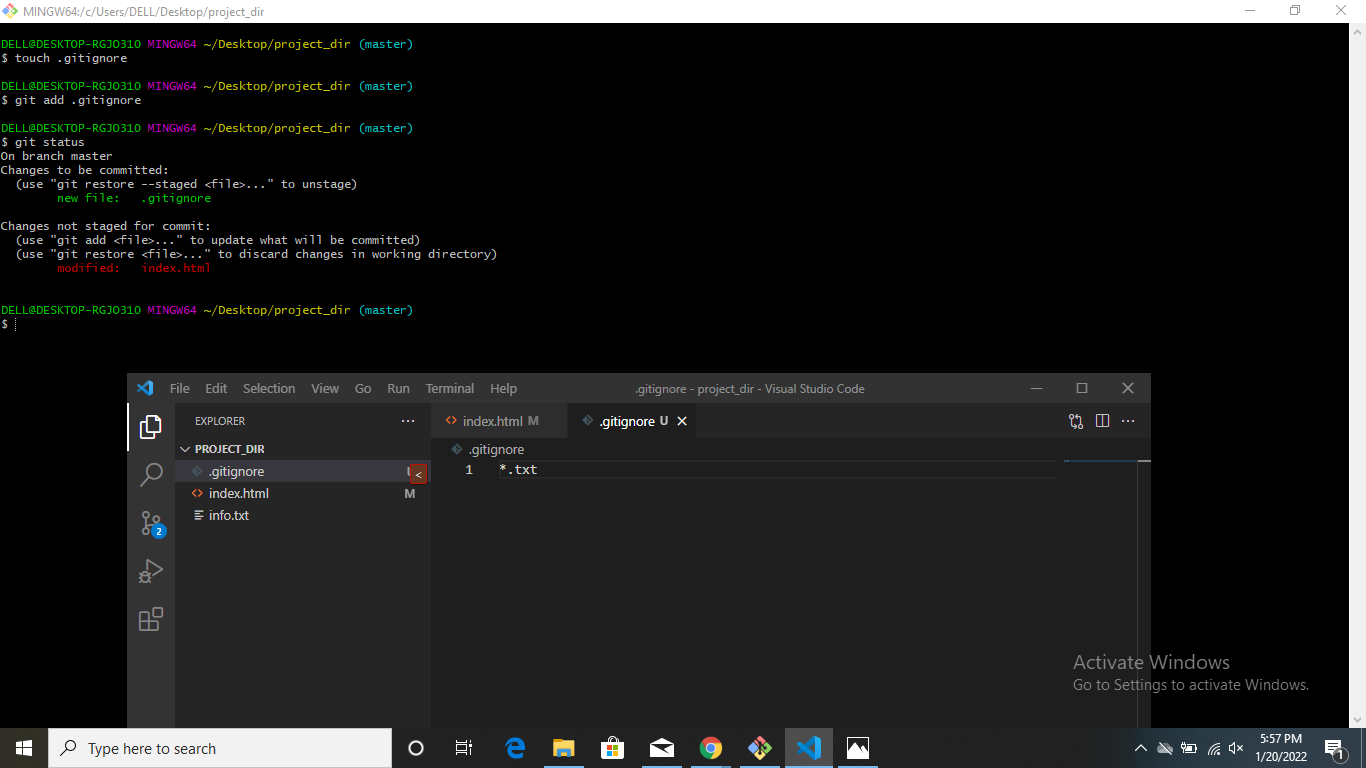 MINGW64:/c/Users/DELL/Desktop/project_dir
DELL@DESKTOP-RGJO31O MINGW64 ~/Desktop/project_dir (master)
$ touch .gitignore
DELL@DESKTOP-RGJO31O MINGW64 ~/Desktop/project_dir (master)
$ git add .gitignore
DELL@DESKTOP-RGJO31O MINGW64 ~/Desktop/project_dir (master)
$ git status
On branch master
Changes to be committed:
(use "git restore --staged <file>..." to unstage)
new file: .gitignore
Changes not staged for commit:
(use "git add <file>..." to update what will be committed)
(use "git restore <file>..." to discard changes in working directory)
modified: index.html
DELL@DESKTOP-RGJO31O MINGW64 ~/Desktop/project_dir (master)
$
File Edit Selection View Go Run Terminal Help .gitignore - project_dir - Visual Studio Code
EXPLORER
index.html M .gitignore U
PROJECT_DIR
.gitignore
.gitignore <
1 *.txt
index.html M
info.txt
2
Activate Windows
Go to Settings to activate Windows.
Type here to search
5:57 PM
1/20/2022
1